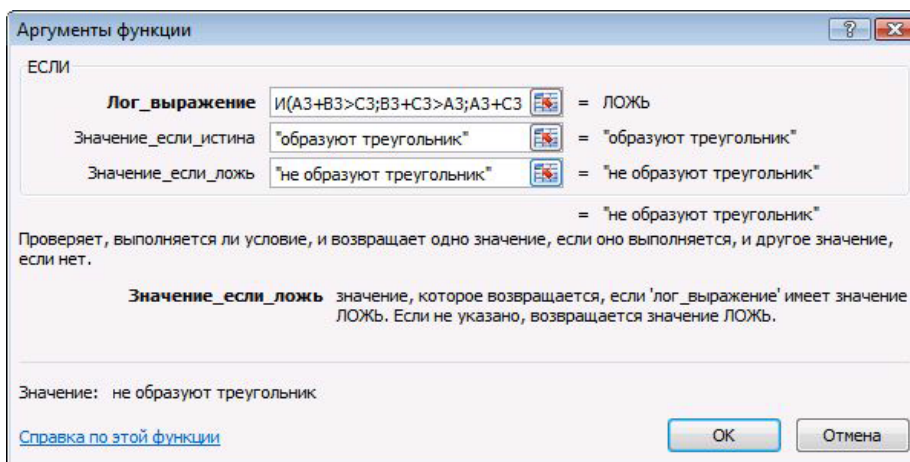 Аргументы функции
ЕСЛИ
Лог_выражение И(A3+B3>C3;B3+C3>A3;A3+C3 = ЛОЖЬ
Значение_если_истина "образуют треугольник" = "образуют треугольник"
Значение_если_ложь "не образуют треугольник" = "не образуют треугольник"
= "не образуют треугольник"
Проверяет, выполняется ли условие, и возвращает одно значение, если оно выполняется, и другое значение,
если нет.
Значение_если_ложь значение, которое возвращается, если 'лог_выражение' имеет значение
ЛОЖЬ. Если не указано, возвращается значение ЛОЖЬ.
Значение: не образуют треугольник
Справка по этой функции
ОК
Отмена